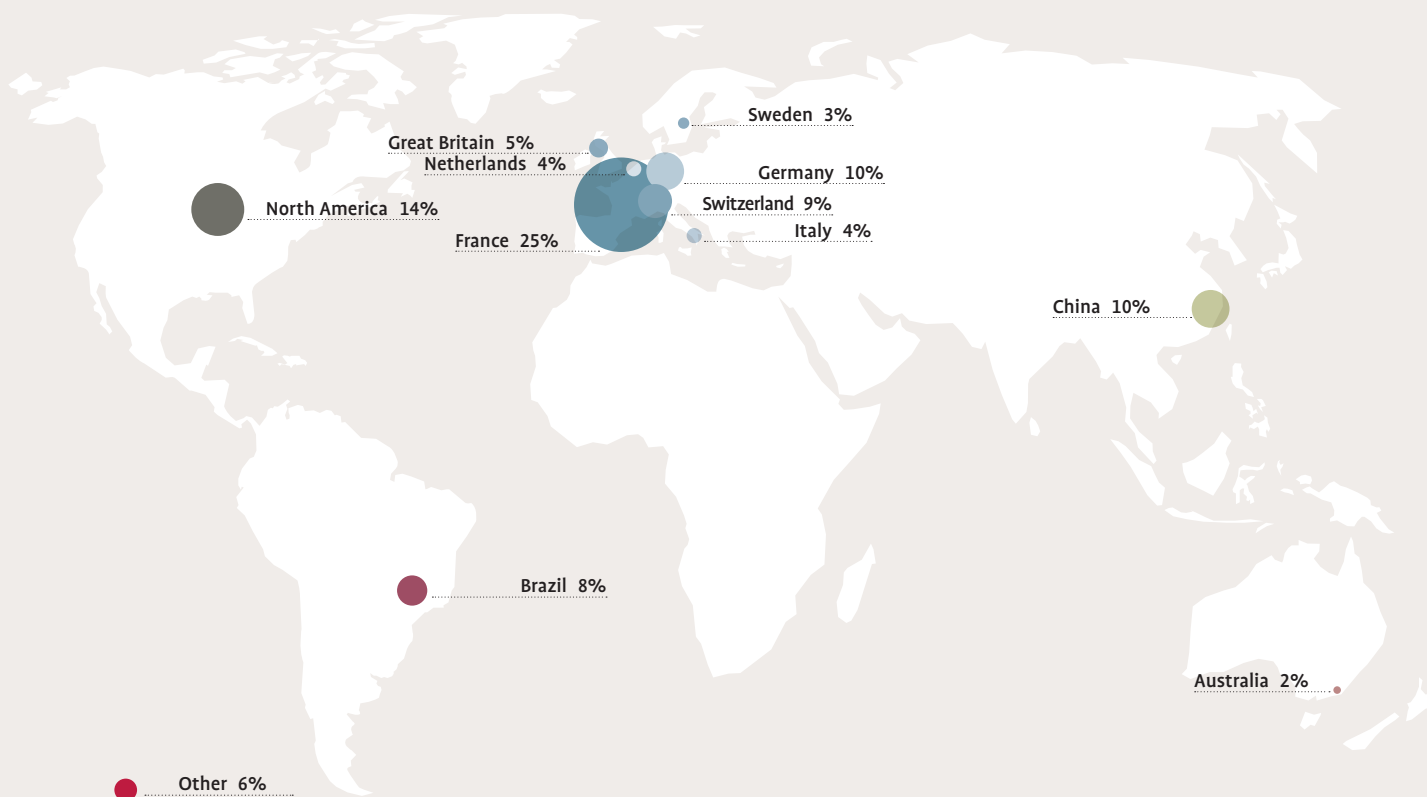 Sweden 3%
Great Britain 5%
Netherlands 4%
Germany 10%
Switzerland 9%
North America 14%
Italy 4%
France 25%
China 10%
Brazil 8%
Australia 2%
Other 6%